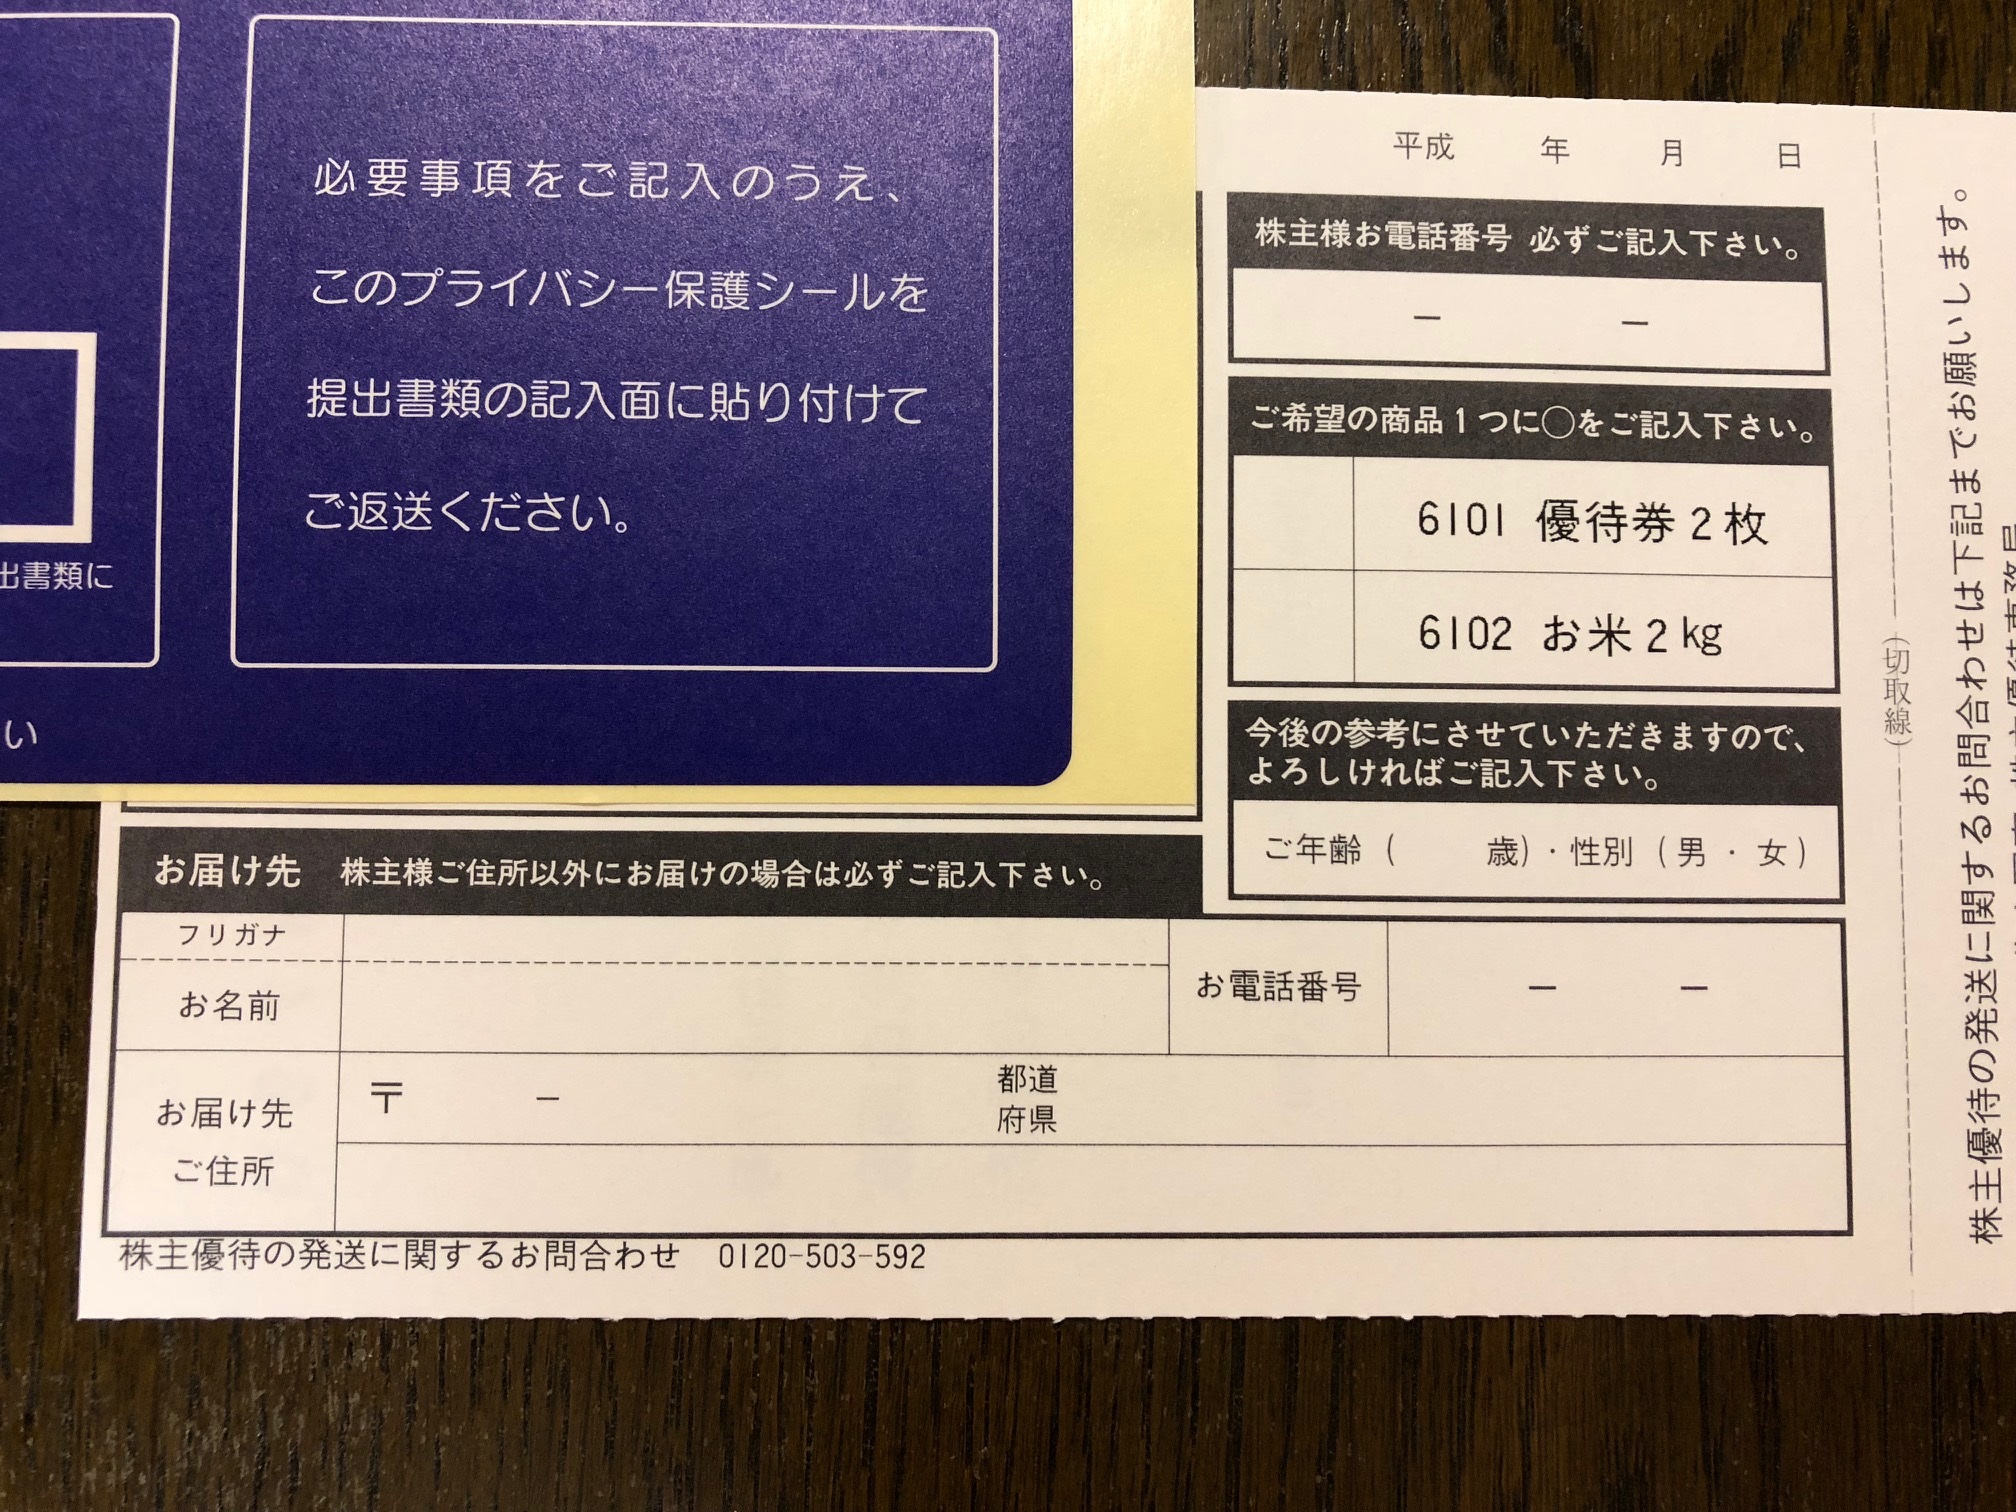 必要事項をご記入のうえ、
このプライバシー保護シールを
提出書類の記入面に貼り付けて
ご返送ください。
出書類に
い
平成 年 月 日
株主様お電話番号 必ずご記入下さい。
－ －
ご希望の商品1つに○をご記入下さい。
6101 優待券2枚
6102 お米2kg
今後の参考にさせていただきますので、
よろしければご記入下さい。
ご年齢( 歳)・性別(男・女)
お届け先 株主様ご住所以外にお届けの場合は必ずご記入下さい。
フリガナ
お名前
お電話番号 － －
お届け先
ご住所
〒 －
都道
府県
株主優待の発送に関するお問合わせ 0120-503-592
(切取線)
株主優待の発送に関するお問合わせは下記までお願いします。